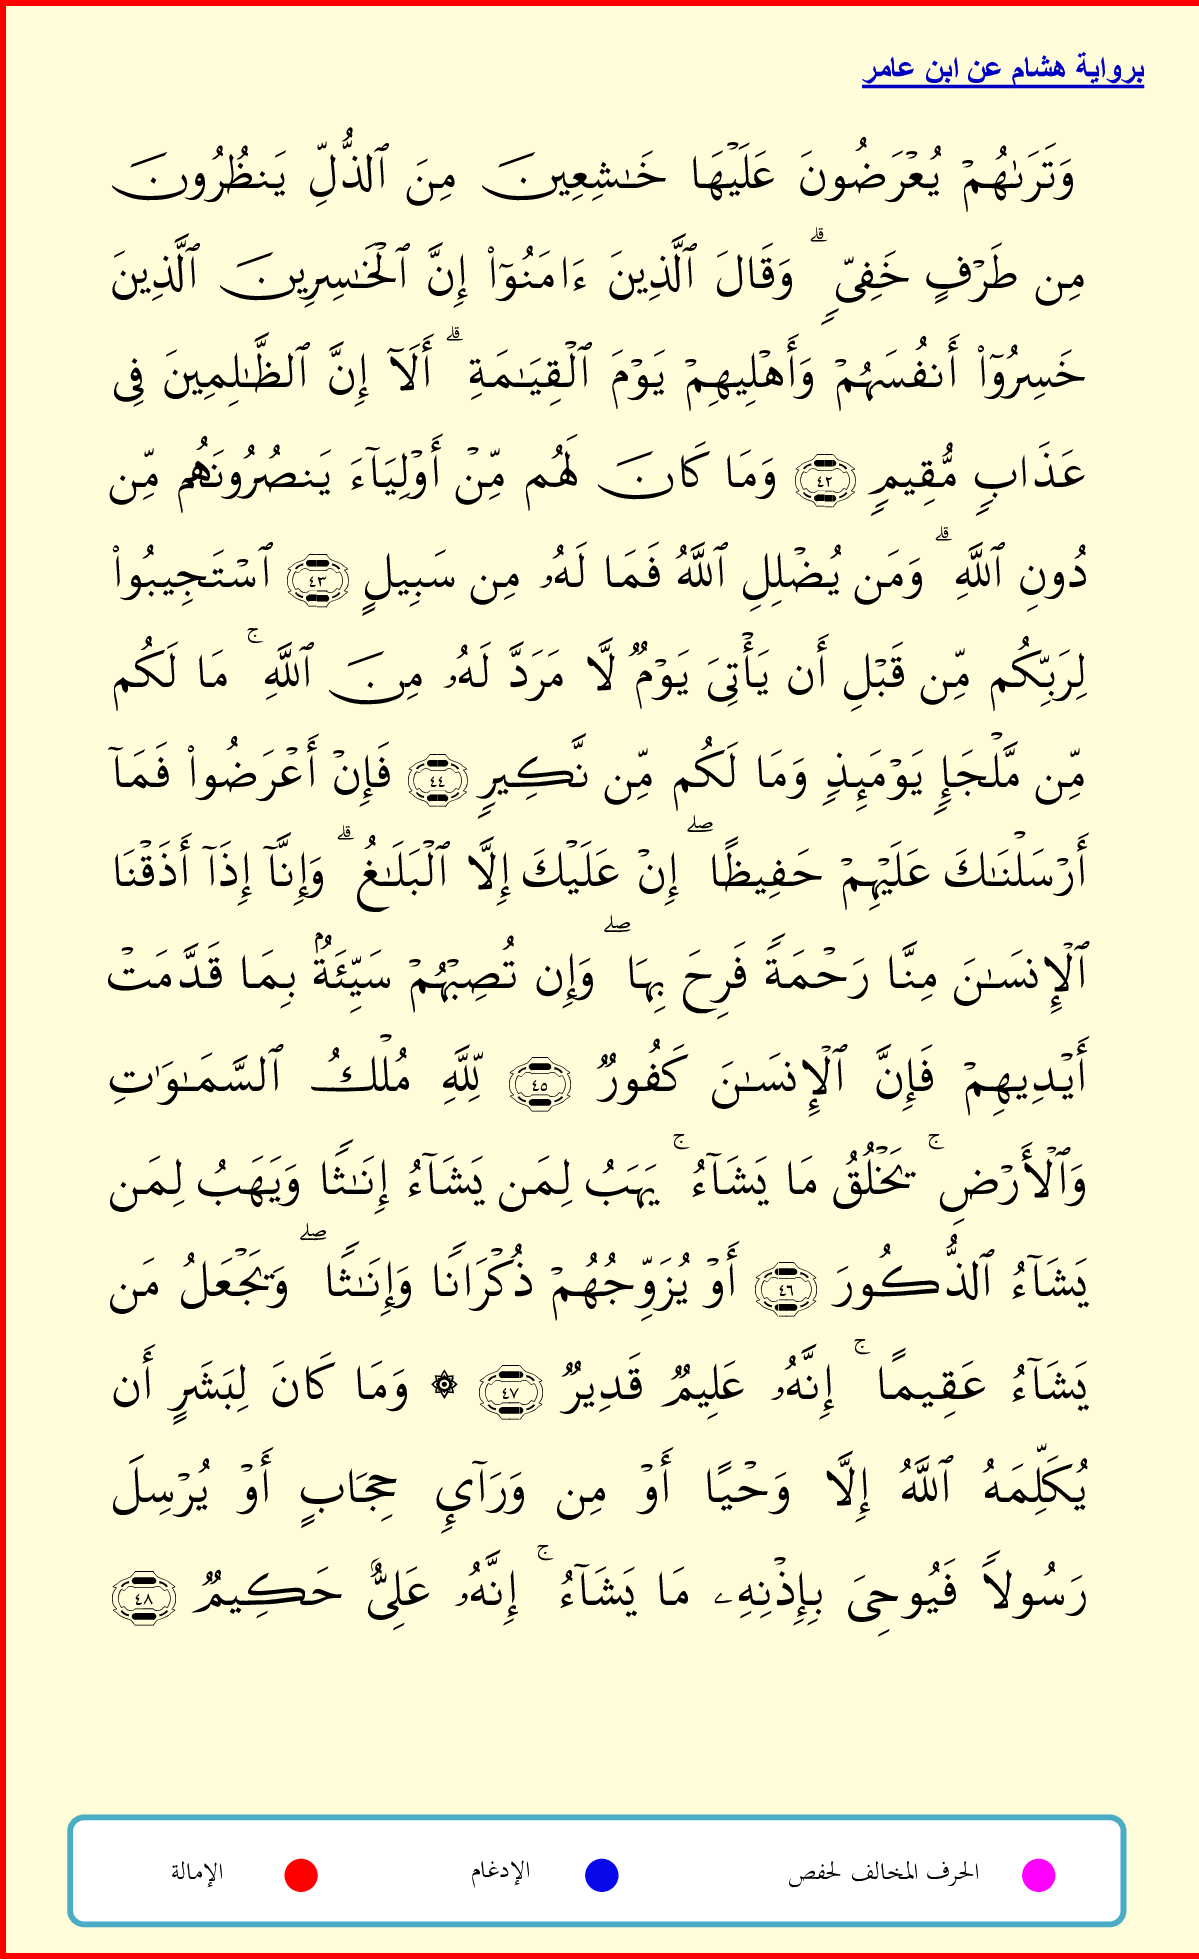 برواية هشام عن ابن عامر
وَتَرَىٰهُمۡ يُعۡرَضُونَ عَلَيۡهَا خَٰشِعِينَ مِنَ ٱلذُّلِّ يَنظُرُونَ
مِن طَرۡفٍ خَفِىّٖ ۗ وَقَالَ ٱلَّذِينَ ءَامَنُوٓاْ إِنَّ ٱلۡخَٰسِرِينَ ٱلَّذِينَ
خَسِرُوٓاْ أَنفُسَهُمۡ وَأَهۡلِيهِمۡ يَوۡمَ ٱلۡقِيَٰمَةِ ۗ أَلَآ إِنَّ ٱلظَّٰلِمِينَ فِى
عَذَابٖ مُّقِيمٖ ٤٢ وَمَا كَانَ لَهُم مِّنۡ أَوۡلِيَآءَ يَنصُرُونَهُم مِّن
دُونِ ٱللَّهِ ۗ وَمَن يُضۡلِلِ ٱللَّهُ فَمَا لَهُۥ مِن سَبِيلٍ ٤٣ ٱسۡتَجِيبُواْ
لِرَبِّكُم مِّن قَبۡلِ أَن يَأۡتِىَ يَوۡمٞ لَّا مَرَدَّ لَهُۥ مِنَ ٱللَّهِ ۚ مَا لَكُم
مِّن مَّلۡجَإٖ يَوۡمَئِذٖ وَمَا لَكُم مِّن نَّكِيرٖ ٤٤ فَإِنۡ أَعۡرَضُواْ فَمَآ
أَرۡسَلۡنَٰكَ عَلَيۡهِمۡ حَفِيظًا ۖ إِنۡ عَلَيۡكَ إِلَّا ٱلۡبَلَٰغُ ۗ وَإِنَّآ إِذَآ أَذَقۡنَا
ٱلۡإِنسَٰنَ مِنَّا رَحۡمَةٗ فَرِحَ بِهَا ۖ وَإِن تُصِبۡهُمۡ سَيِّئَةُۢ بِمَا قَدَّمَتۡ
أَيۡدِيهِمۡ فَإِنَّ ٱلۡإِنسَٰنَ كَفُورٞ ٤٥ لِّلَّهِ مُلۡكُ ٱلسَّمَٰوَٰتِ
وَٱلۡأَرۡضِ ۚ يَخۡلُقُ مَا يَشَآءُ ۚ يَهَبُ لِمَن يَشَآءُ إِنَٰثٗا وَيَهَبُ لِمَن
يَشَآءُ ٱلذُّكُورَ ٤٦ أَوۡ يُزَوِّجُهُمۡ ذُكۡرَانٗا وَإِنَٰثٗا ۖ وَيَجۡعَلُ مَن
يَشَآءُ عَقِيمًا ۚ إِنَّهُۥ عَلِيمٞ قَدِيرٞ ٤٧ ۞ وَمَا كَانَ لِبَشَرٍ أَن
يُكَلِّمَهُ ٱللَّهُ إِلَّا وَحۡيًا أَوۡ مِن وَرَآيِٕ حِجَابٍ أَوۡ يُرۡسِلَ
رَسُولٗا فَيُوحِىَ بِإِذۡنِهِۦ مَا يَشَآءُ ۚ إِنَّهُۥ عَلِىٌّ حَكِيمٞ ٤٨
الحرف المخالف لحفص الإدغام الإمالة